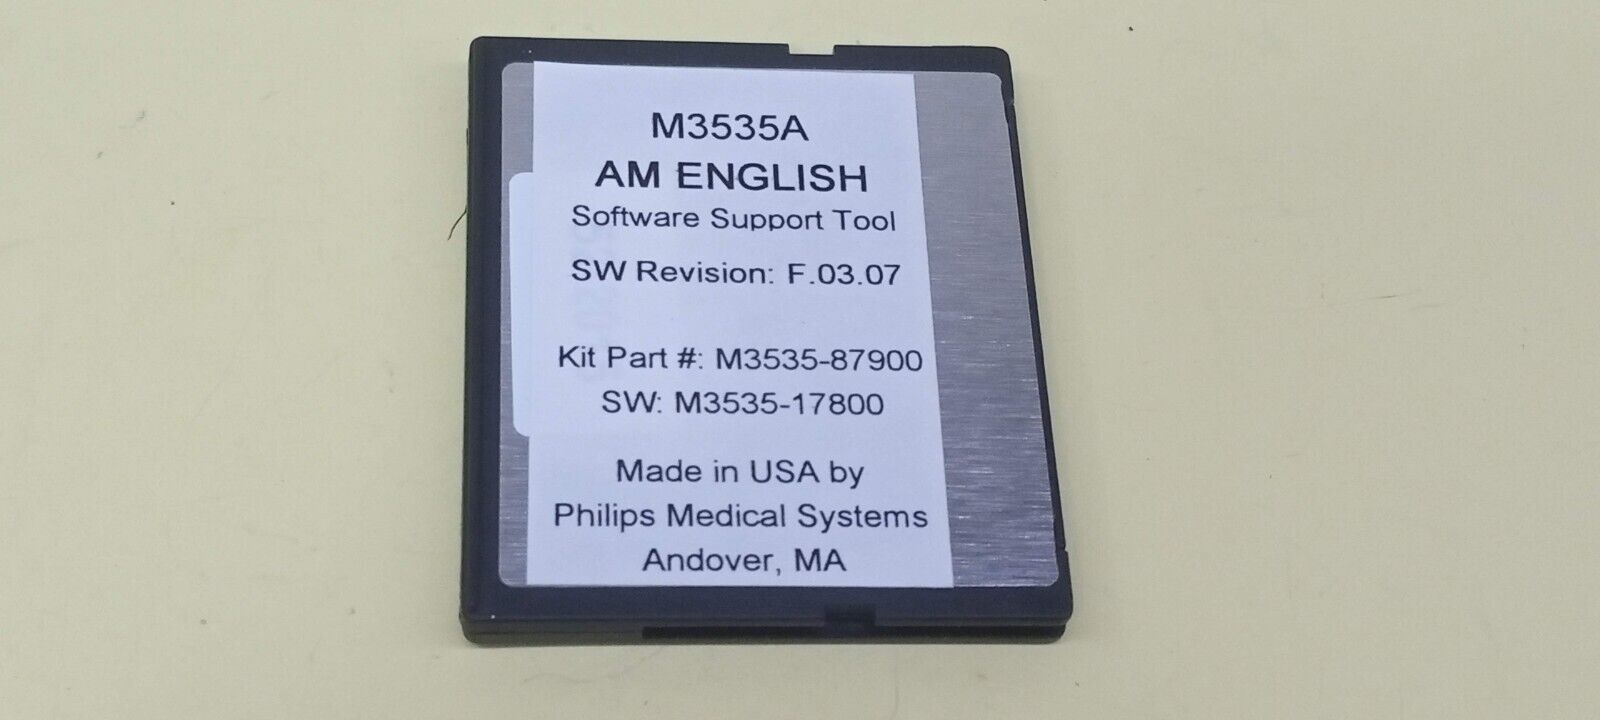 M3535A
AM ENGLISH
Software Support Tool
SW Revision: F.03.07
Kit Part #: M3535-87900
SW: M3535-17800
Made in USA by
Philips Medical Systems
Andover, MA